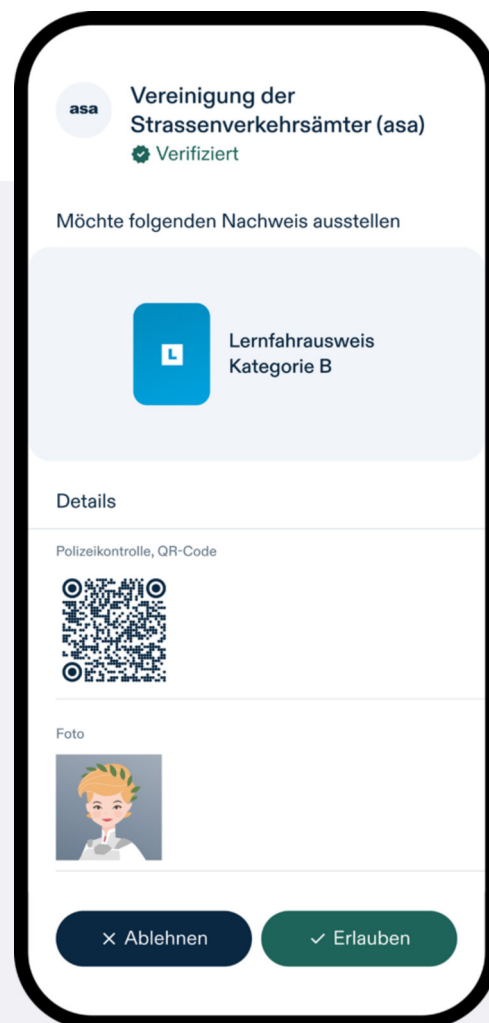 asa
Vereinigung der
Strassenverkehrsämter (asa)
Verifiziert
Möchte folgenden Nachweis ausstellen
L
Lernfahrausweis
Kategorie B
Details
Polizeikontrolle, QR-Code
Foto
Ablehnen
Erlauben